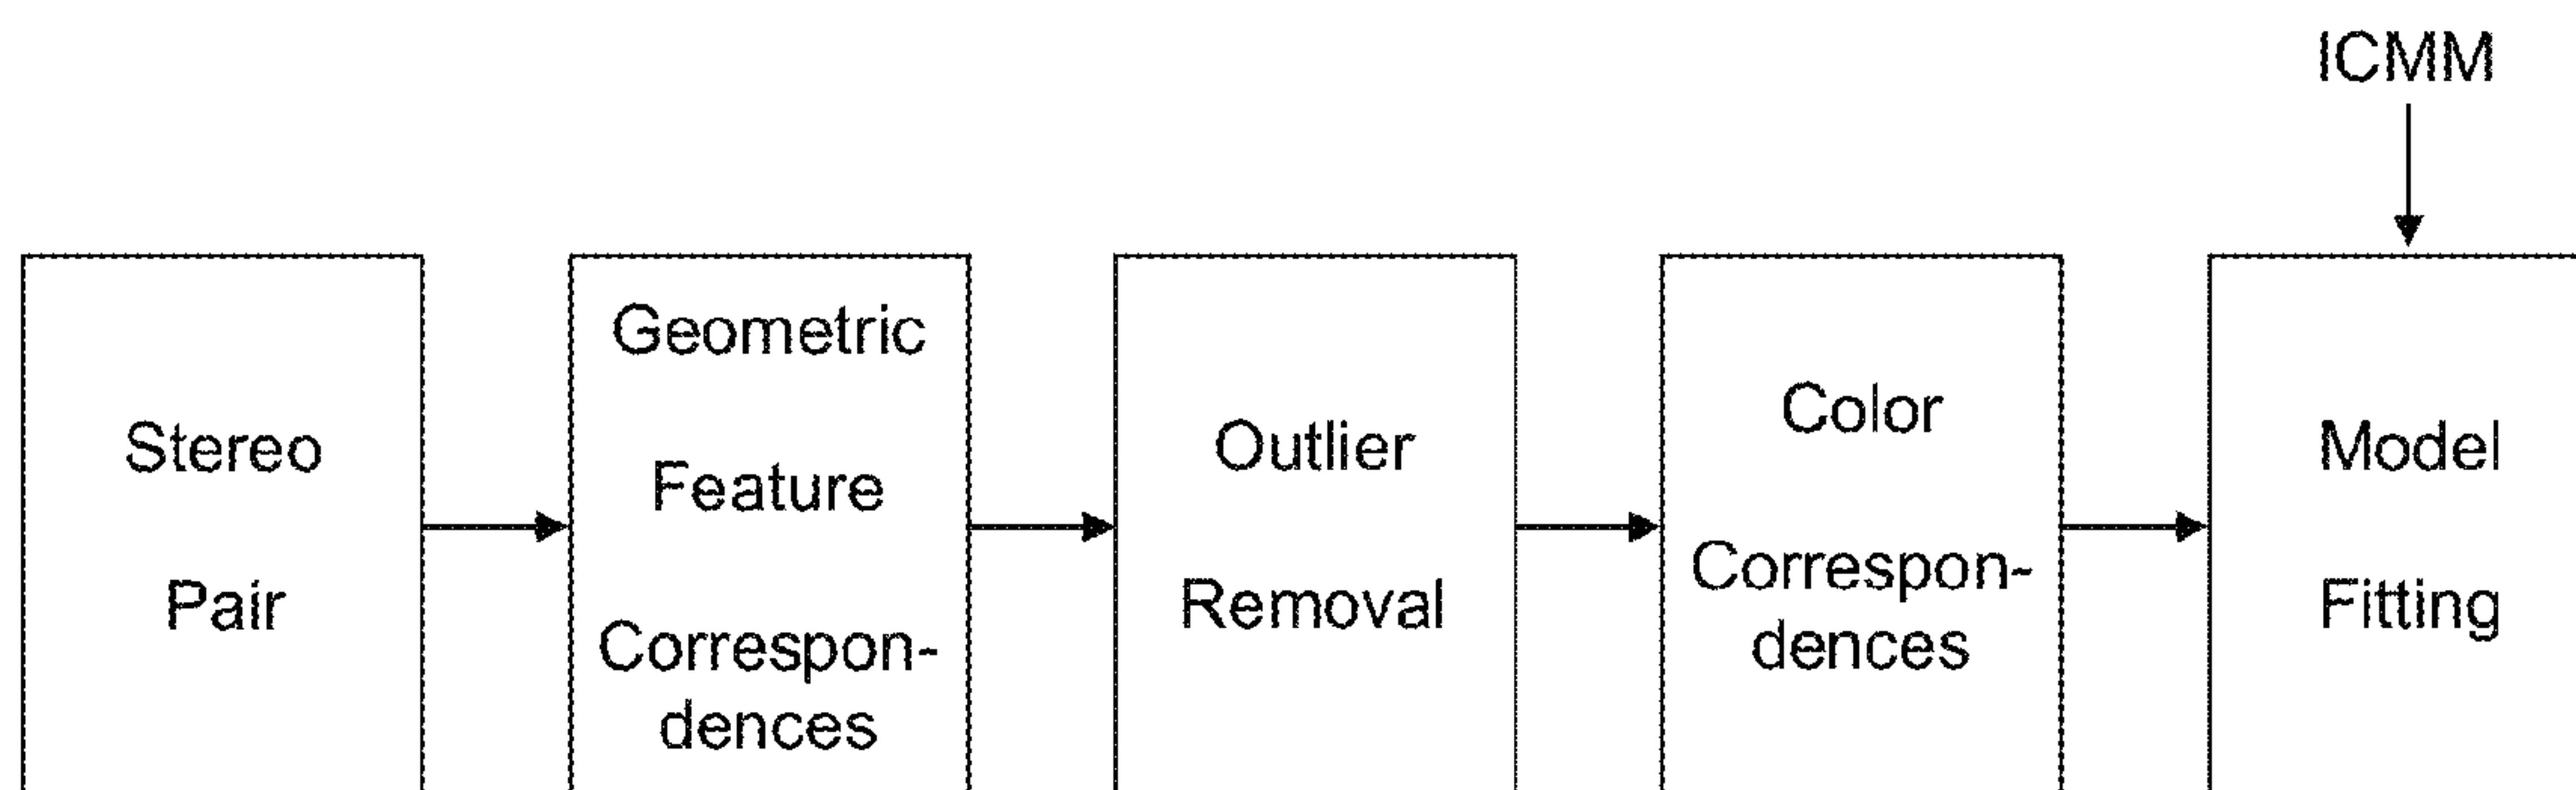 ICMM
Stereo
Pair
Geometric
Feature
Correspon-
dences
Outlier
Removal
Color
Correspon-
dences
Model
Fitting